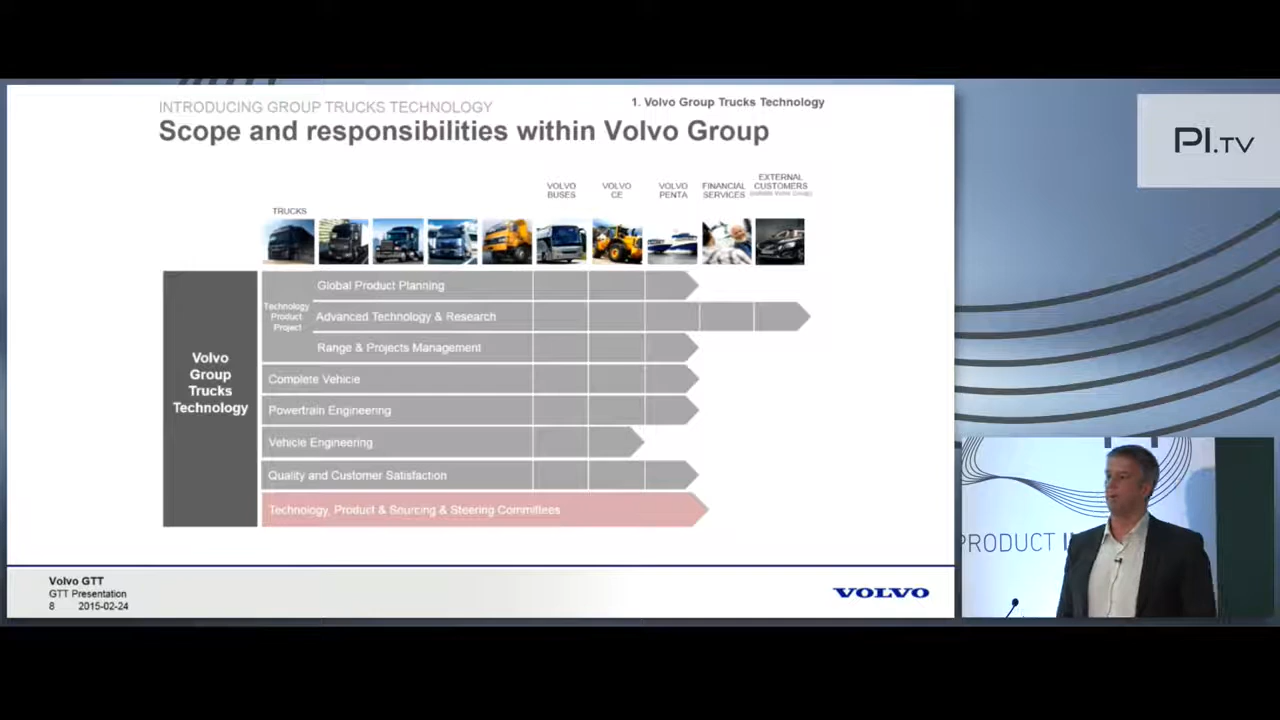 INTRODUCING GROUP TRUCKS TECHNOLOGY
1. Volvo Group Trucks Technology
Scope and responsibilities within Volvo Group
PI.TV
TRUCKS
VOLVO
BUSES
VOLVO
CE
VOLVO
PENTA
FINANCIAL
SERVICES
EXTERNAL
CUSTOMERS
Volvo
Group
Trucks
Technology
Technology
Product
Project
Global Product Planning
Advanced Technology & Research
Range & Projects Management
Complete Vehicle
Powertrain Engineering
Vehicle Engineering
Quality and Customer Satisfaction
Technology, Product & Sourcing & Steering Committees
PRODUCT
Volvo GTT
GTT Presentation
8 2015-02-24
VOLVO